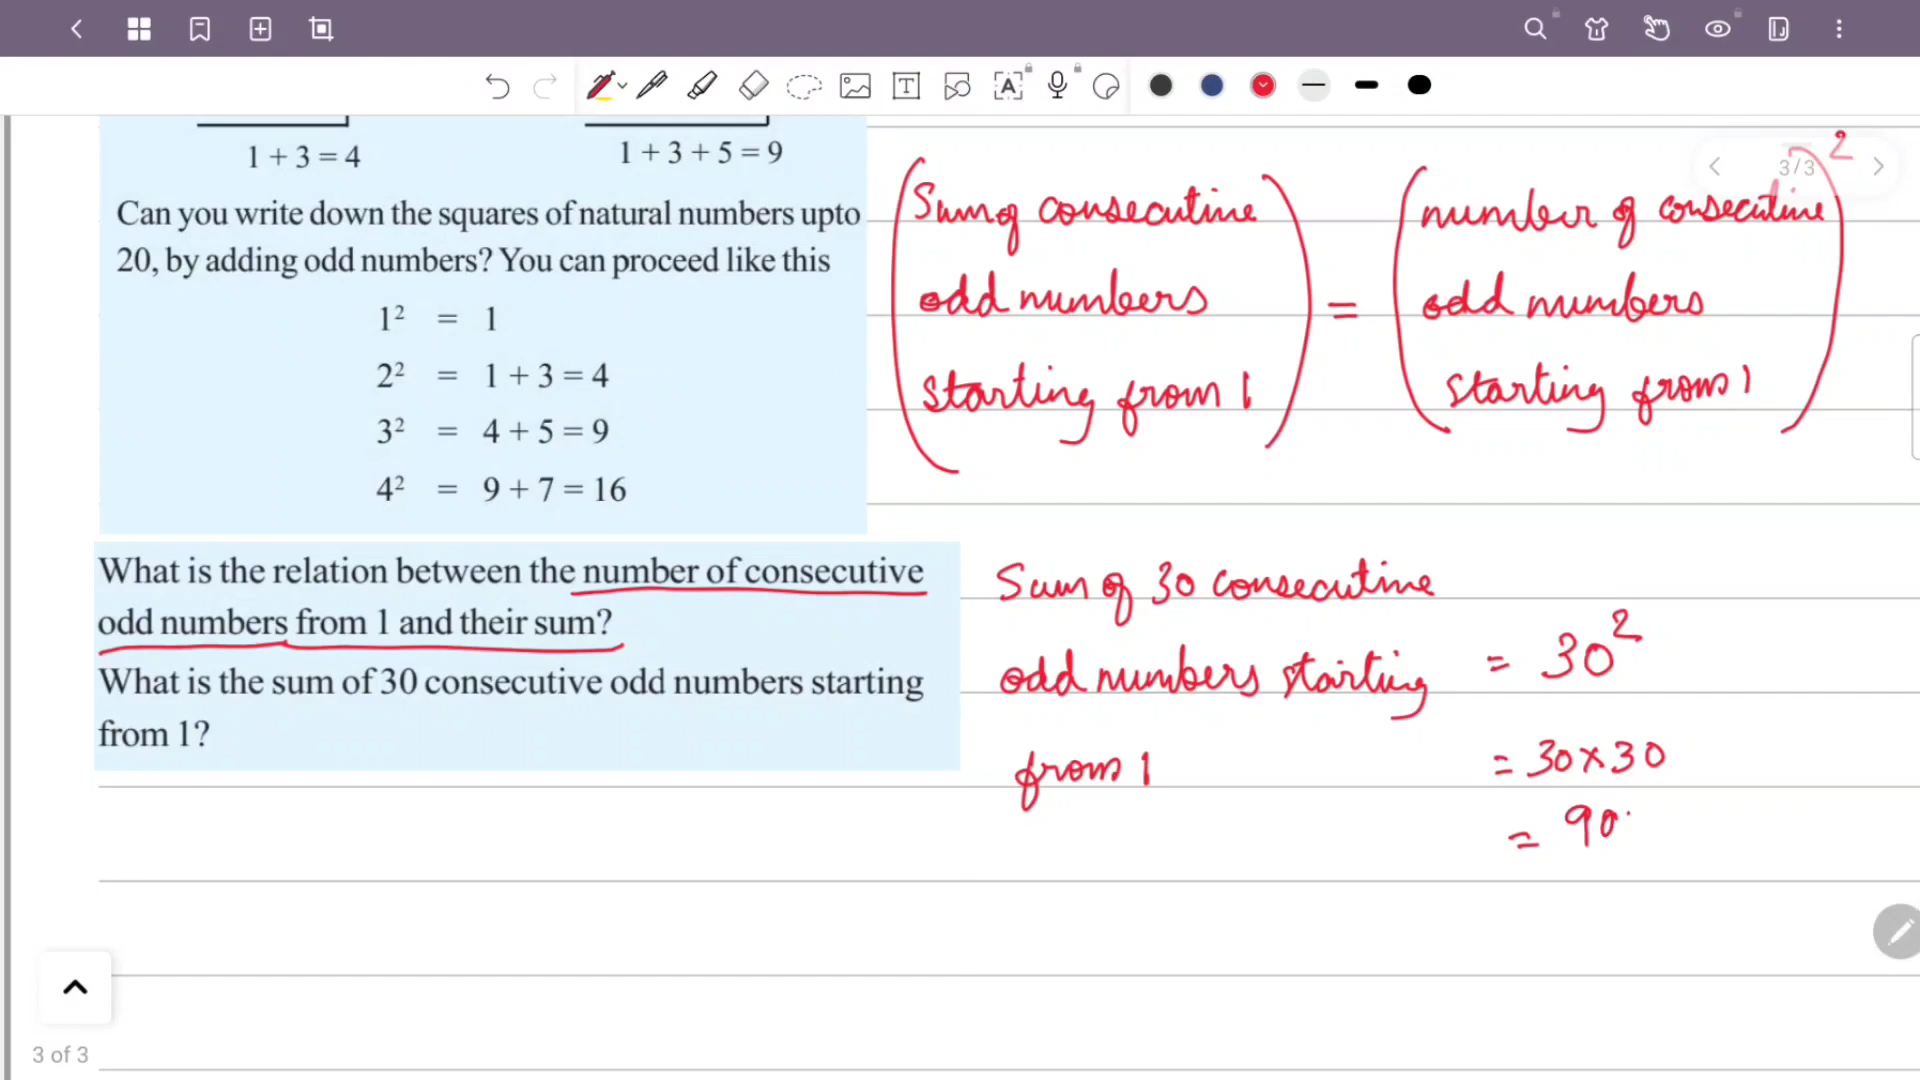 1 + 3 = 4
1 + 3 + 5 = 9
Can you write down the squares of natural numbers upto
20, by adding odd numbers? You can proceed like this
1² = 1
2² = 1 + 3 = 4
3² = 4 + 5 = 9
4² = 9 + 7 = 16
What is the relation between the number of consecutive
odd numbers from 1 and their sum?
What is the sum of 30 consecutive odd numbers starting
from 1?
(Sum of consecutive
odd numbers
starting from 1)
=
(number of consecutive
odd numbers
starting from 1)²
3/3
Sum of 30 consecutive
odd numbers starting
from 1
= 30²
= 30×30
= 90
3 of 3